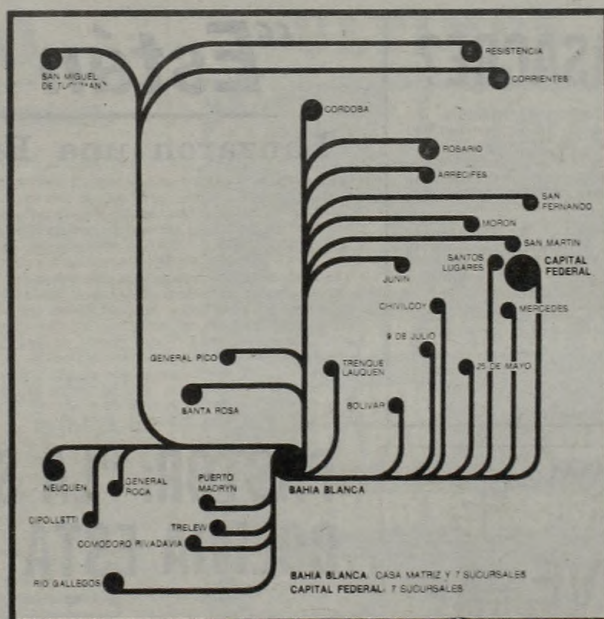 RESISTENCIA
SAN MIGUEL
DE TUCUMAN
CORRIENTES
CORDOBA
ROSARIO
ARRECIFES
SAN
FERNANDO
MORON
SAN MARTIN
SANTOS
LUGARES
CAPITAL
FEDERAL
JUNIN
CHIVILCOY
MERCEDES
9 DE JULIO
GENERAL PICO
TRENQUE
LAUQUEN
25 DE MAYO
SANTA ROSA
BOLIVAR
NEUQUEN
GENERAL
ROCA
PUERTO
MADRYN
BAHIA BLANCA
CIPOLLETTI
TRELEW
COMODORO RIVADAVIA
RIO GALLEGOS
BAHIA BLANCA: CASA MATRIZ Y 7 SUCURSALES
CAPITAL FEDERAL: 7 SUCURSALES